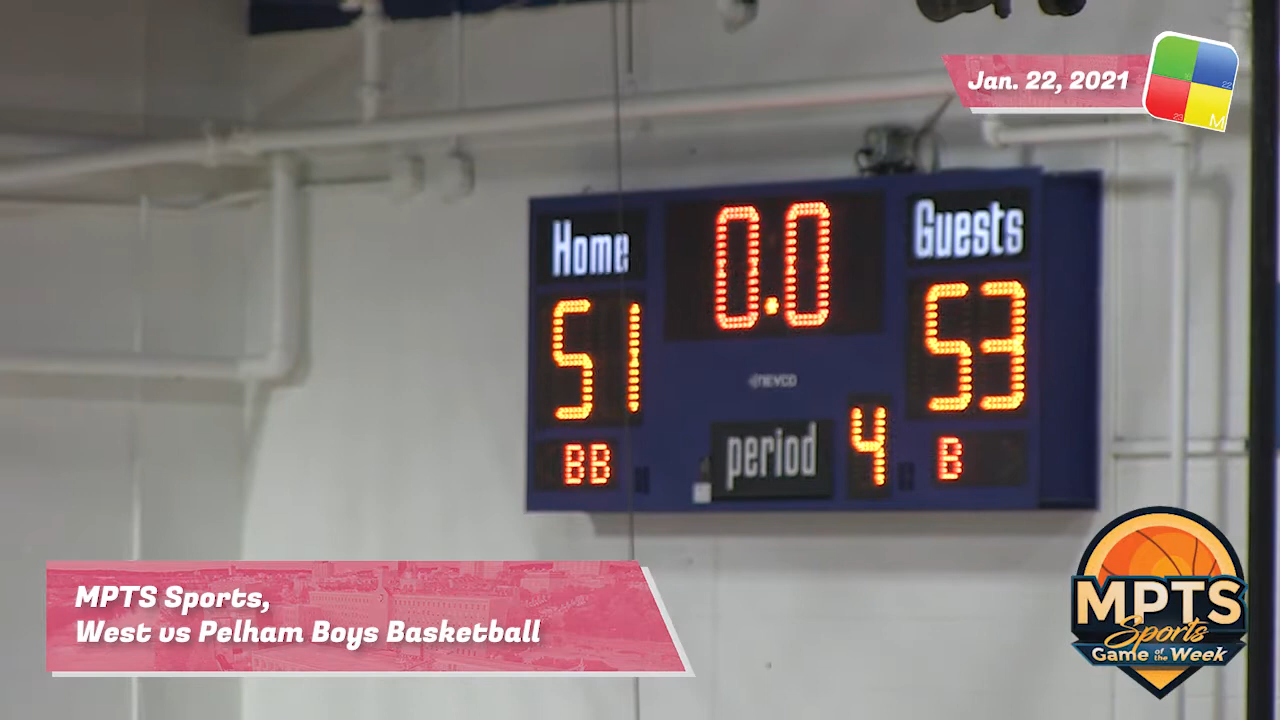 Jan. 22, 2021
M
Home
0.0
Guests
51
53
NEVCO
BB
period
4
B
MPTS Sports,
West vs Pelham Boys Basketball
MPTS
Sports
Game of the Week